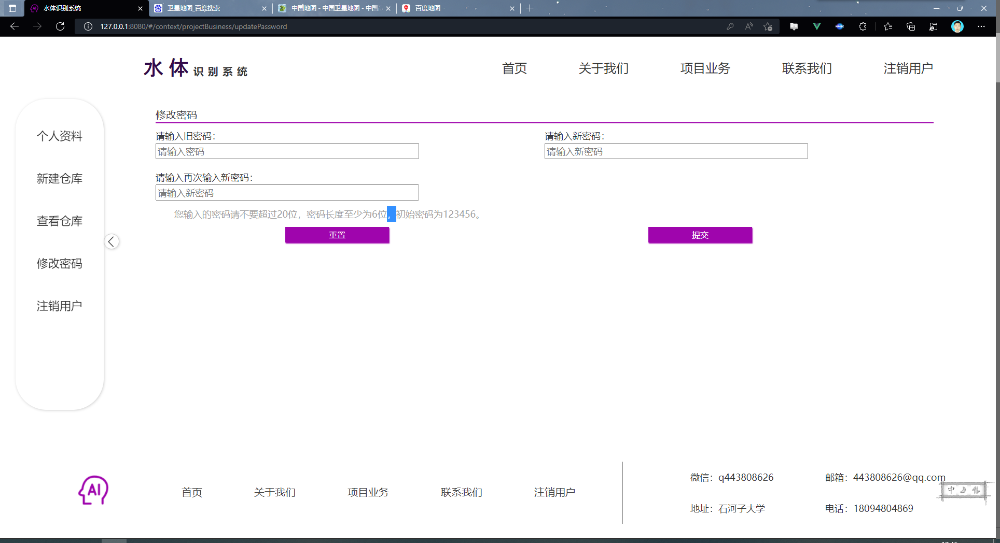 水体识别系统
卫星地图_百度搜索
中国地图 - 中国卫星地图 - 中国
百度地图
127.0.0.1:8080/#/context/projectBusiness/updatePassword
水 体 识 别 系 统
首页 关于我们 项目业务 联系我们 注销用户
个人资料
新建仓库
查看仓库
修改密码
注销用户
修改密码
请输入旧密码： 请输入新密码：
请输入密码 请输入新密码
请输入再次输入新密码：
请输入新密码
您输入的密码请不要超过20位，密码长度至少为6位，初始密码为123456。
重置 提交
AI
首页 关于我们 项目业务 联系我们 注销用户
微信：q443808626 邮箱：443808626@qq.com
地址：石河子大学 电话：18094804869
中